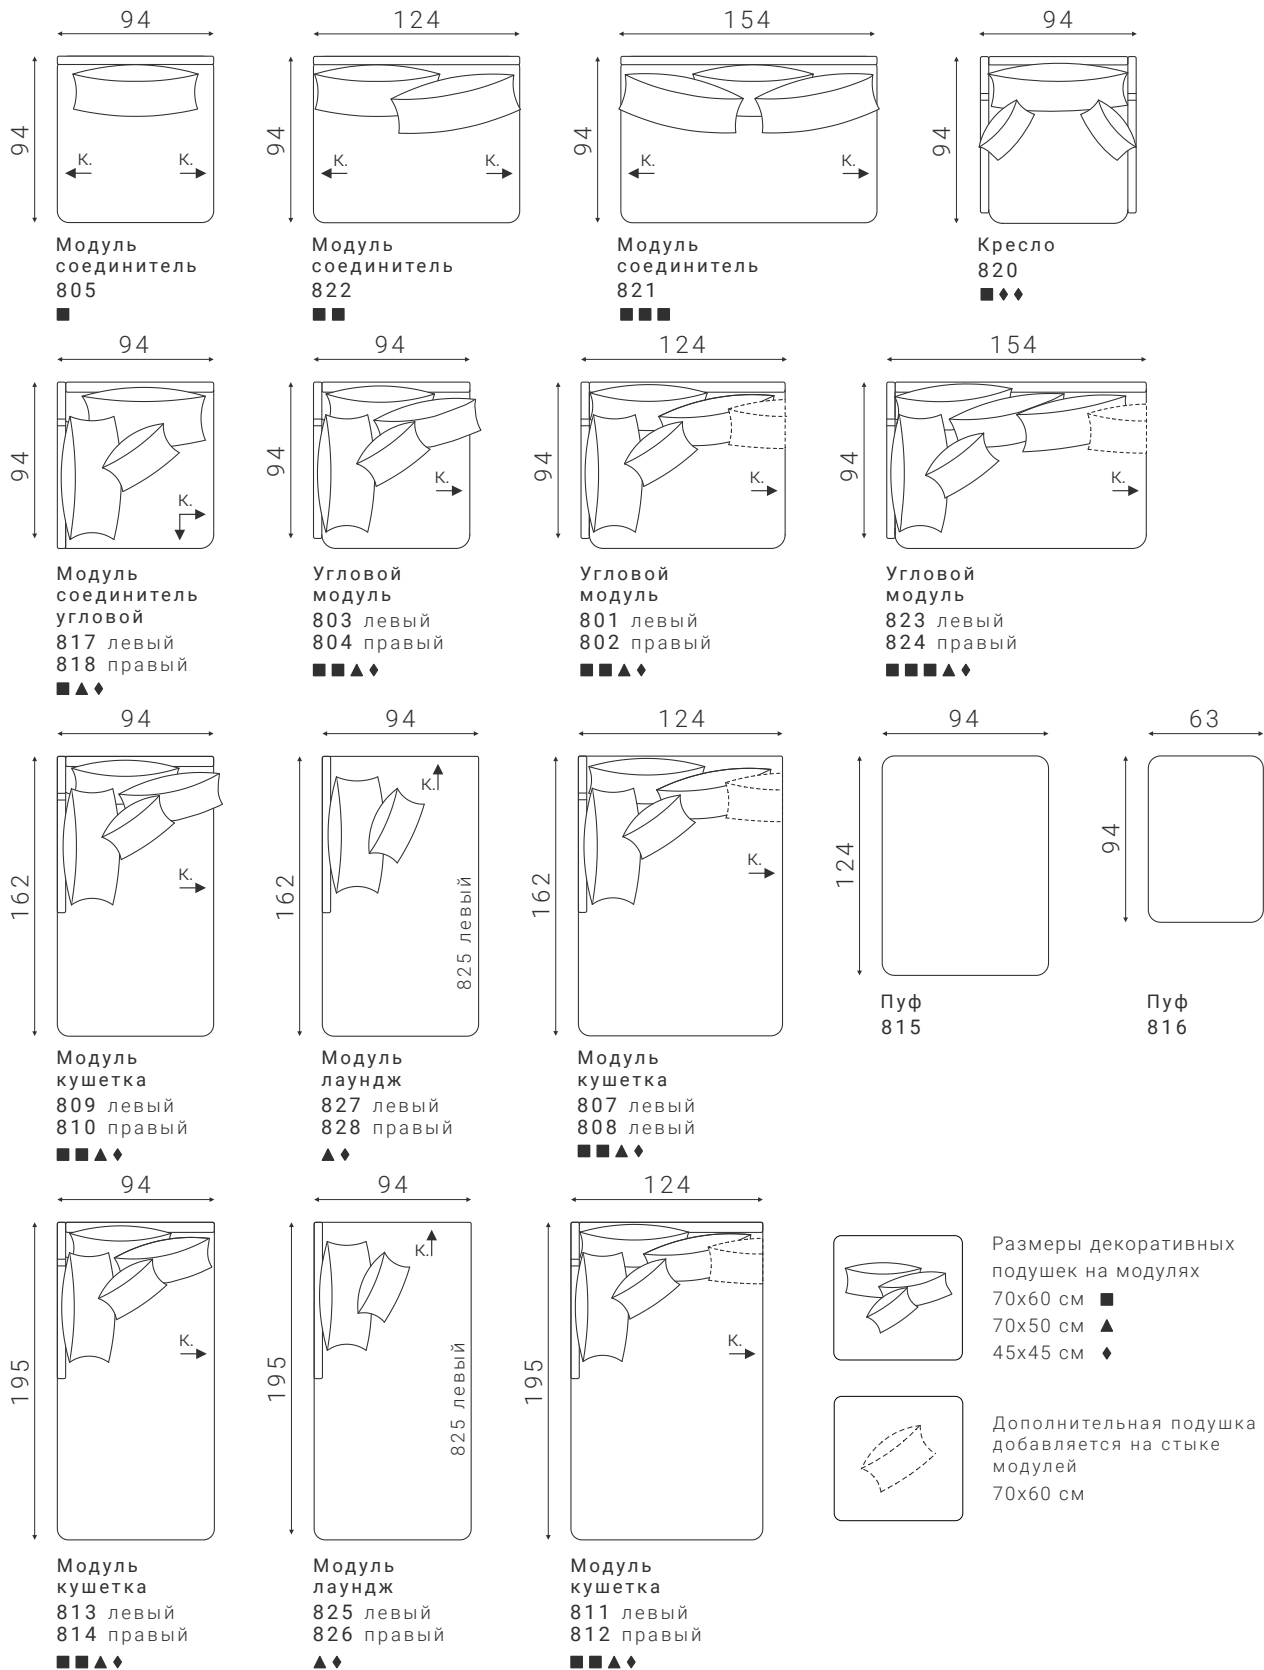 94
124
154
94
94
94
94
94
К.
К.
К.
К.
К.
К.
Модуль
соединитель
805
Модуль
соединитель
822
Модуль
соединитель
821
Кресло
820
94
94
124
154
94
94
94
94
К.
К.
К.
К.
Модуль
соединитель
угловой
817 левый
818 правый
Угловой
модуль
803 левый
804 правый
Угловой
модуль
801 левый
802 правый
Угловой
модуль
823 левый
824 правый
94
94
124
94
63
162
162
162
124
94
К.
К.
К.
825 левый
Модуль
кушетка
809 левый
810 правый
Модуль
лаундж
827 левый
828 правый
Модуль
кушетка
807 левый
808 левый
Пуф
815
Пуф
816
94
94
124
195
195
195
К.
К.
К.
825 левый
Модуль
кушетка
813 левый
814 правый
Модуль
лаундж
825 левый
826 правый
Модуль
кушетка
811 левый
812 правый
Размеры декоративных
подушек на модулях
70х60 см
70х50 см
45х45 см
Дополнительная подушка
добавляется на стыке
модулей
70х60 см